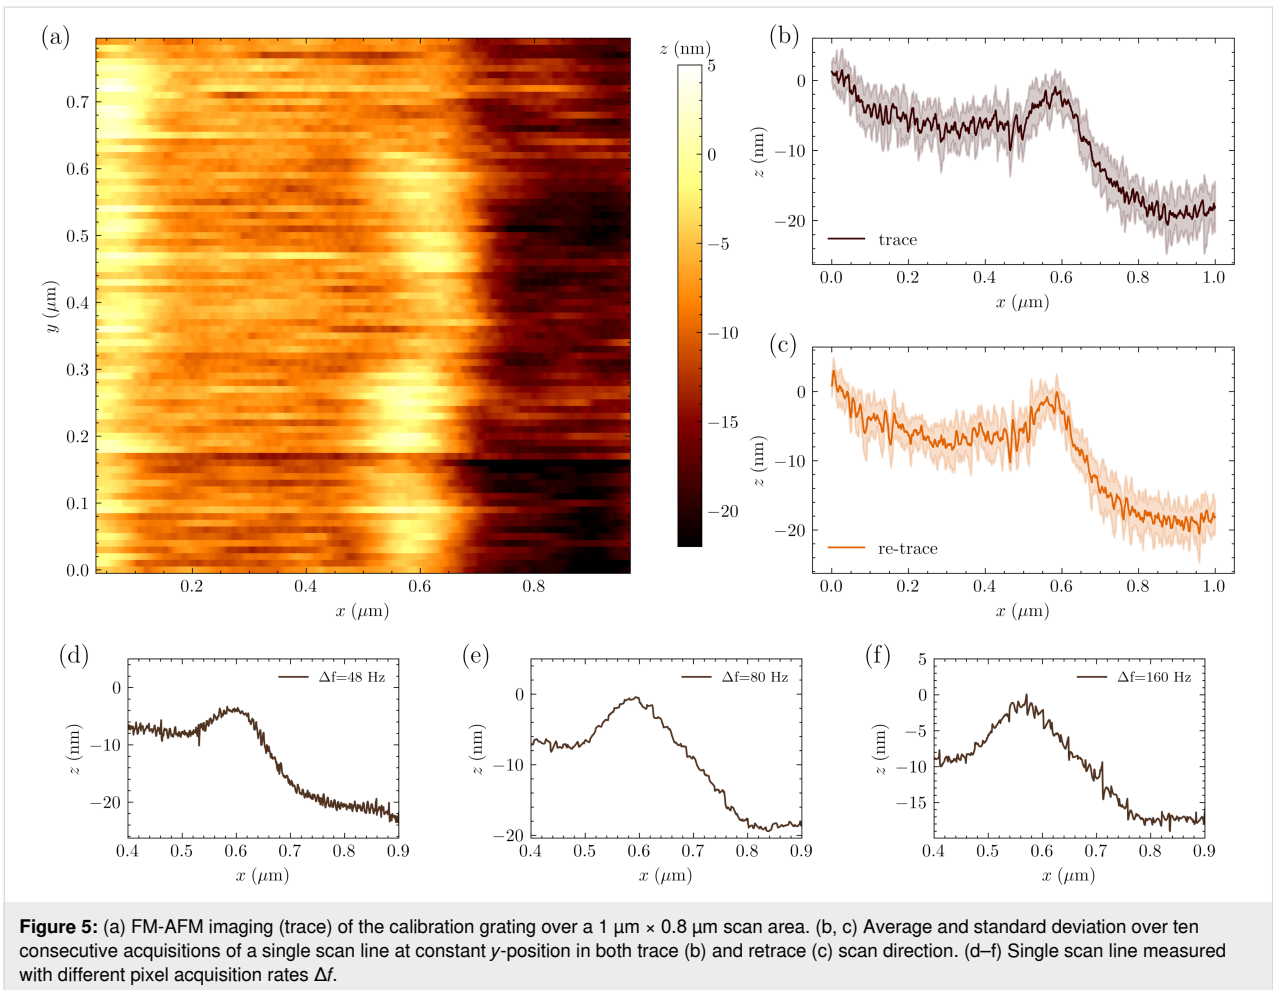 (a)
z (nm)
5
0
−5
−10
−15
−20
0.7
0.6
0.5
0.4
0.3
0.2
0.1
0.0
y (μm)
0.2 0.4 0.6 0.8
x (μm)
(b)
0
−10
−20
z (nm)
trace
0.0 0.2 0.4 0.6 0.8 1.0
x (μm)
(c)
0
−10
−20
z (nm)
re-trace
0.0 0.2 0.4 0.6 0.8 1.0
x (μm)
(d)
Δf=48 Hz
0
−10
−20
z (nm)
0.4 0.5 0.6 0.7 0.8 0.9
x (μm)
(e)
Δf=80 Hz
0
−10
−20
z (nm)
0.4 0.5 0.6 0.7 0.8 0.9
x (μm)
(f)
Δf=160 Hz
5
0
−5
−10
−15
z (nm)
0.4 0.5 0.6 0.7 0.8 0.9
x (μm)
Figure 5: (a) FM-AFM imaging (trace) of the calibration grating over a 1 μm × 0.8 μm scan area. (b, c) Average and standard deviation over ten
consecutive acquisitions of a single scan line at constant y-position in both trace (b) and retrace (c) scan direction. (d–f) Single scan line measured
with different pixel acquisition rates Δf.